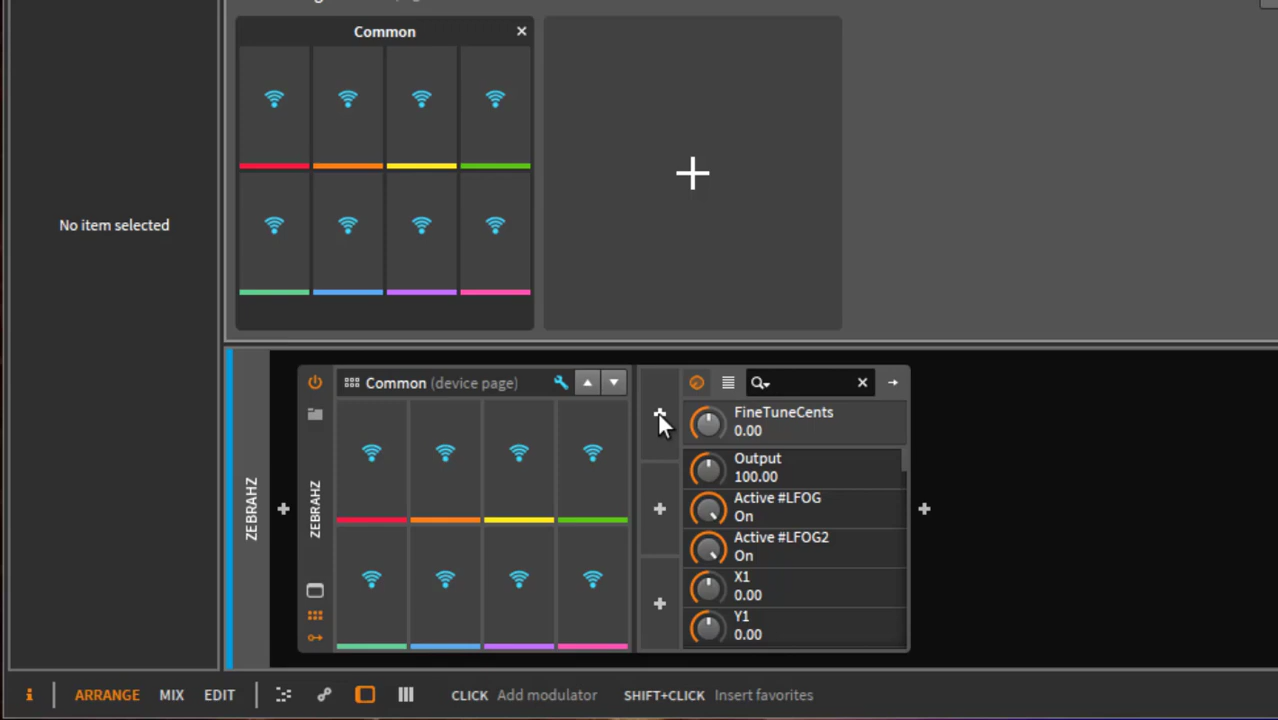 Common
No item selected
Common (device page)
FineTuneCents
0.00
Output
100.00
Active #LFOG
On
Active #LFOG2
On
X1
0.00
Y1
0.00
ZEBRAHZ
ZEBRAHZ
ARRANGE MIX EDIT CLICK Add modulator SHIFT+CLICK Insert favorites